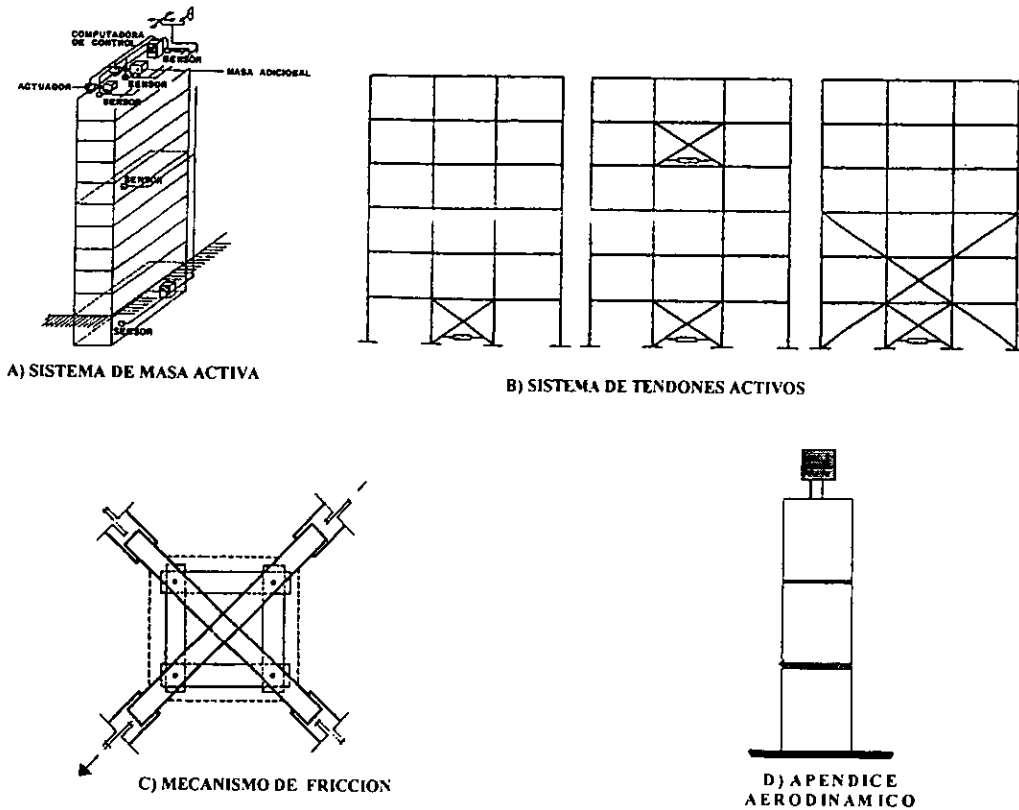 COMPUTADORA
DE CONTROL
SENSOR
SENSOR
MASA ADICIONAL
ACTUADOR
SENSOR
SENSOR
SENSOR
A) SISTEMA DE MASA ACTIVA
B) SISTEMA DE TENDONES ACTIVOS
C) MECANISMO DE FRICCION
D) APENDICE
AERODINAMICO